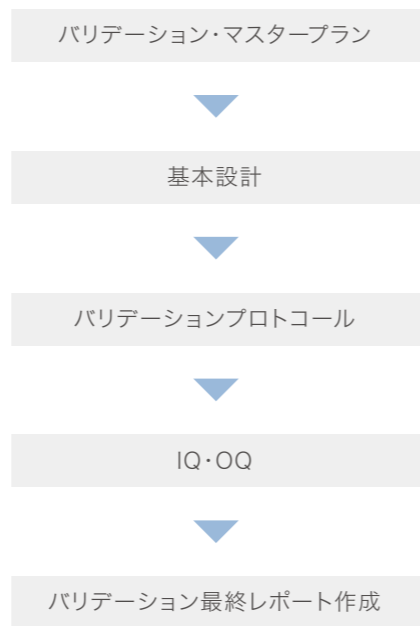 バリデーション・マスタープラン
基本設計
バリデーションプロトコール
IQ・OQ
バリデーション最終レポート作成